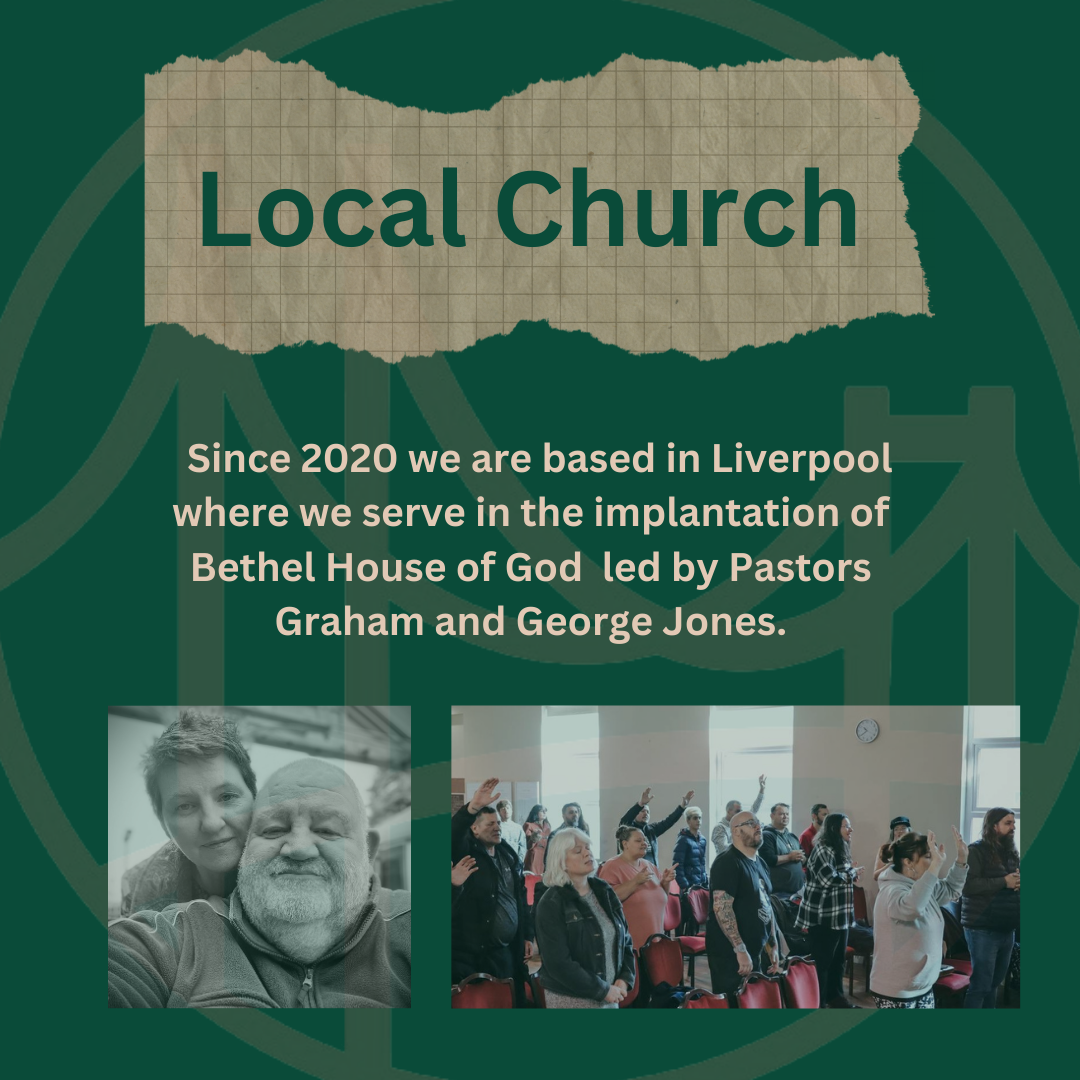 Local Church
Since 2020 we are based in Liverpool
where we serve in the implantation of
Bethel House of God  led by Pastors
Graham and George Jones.